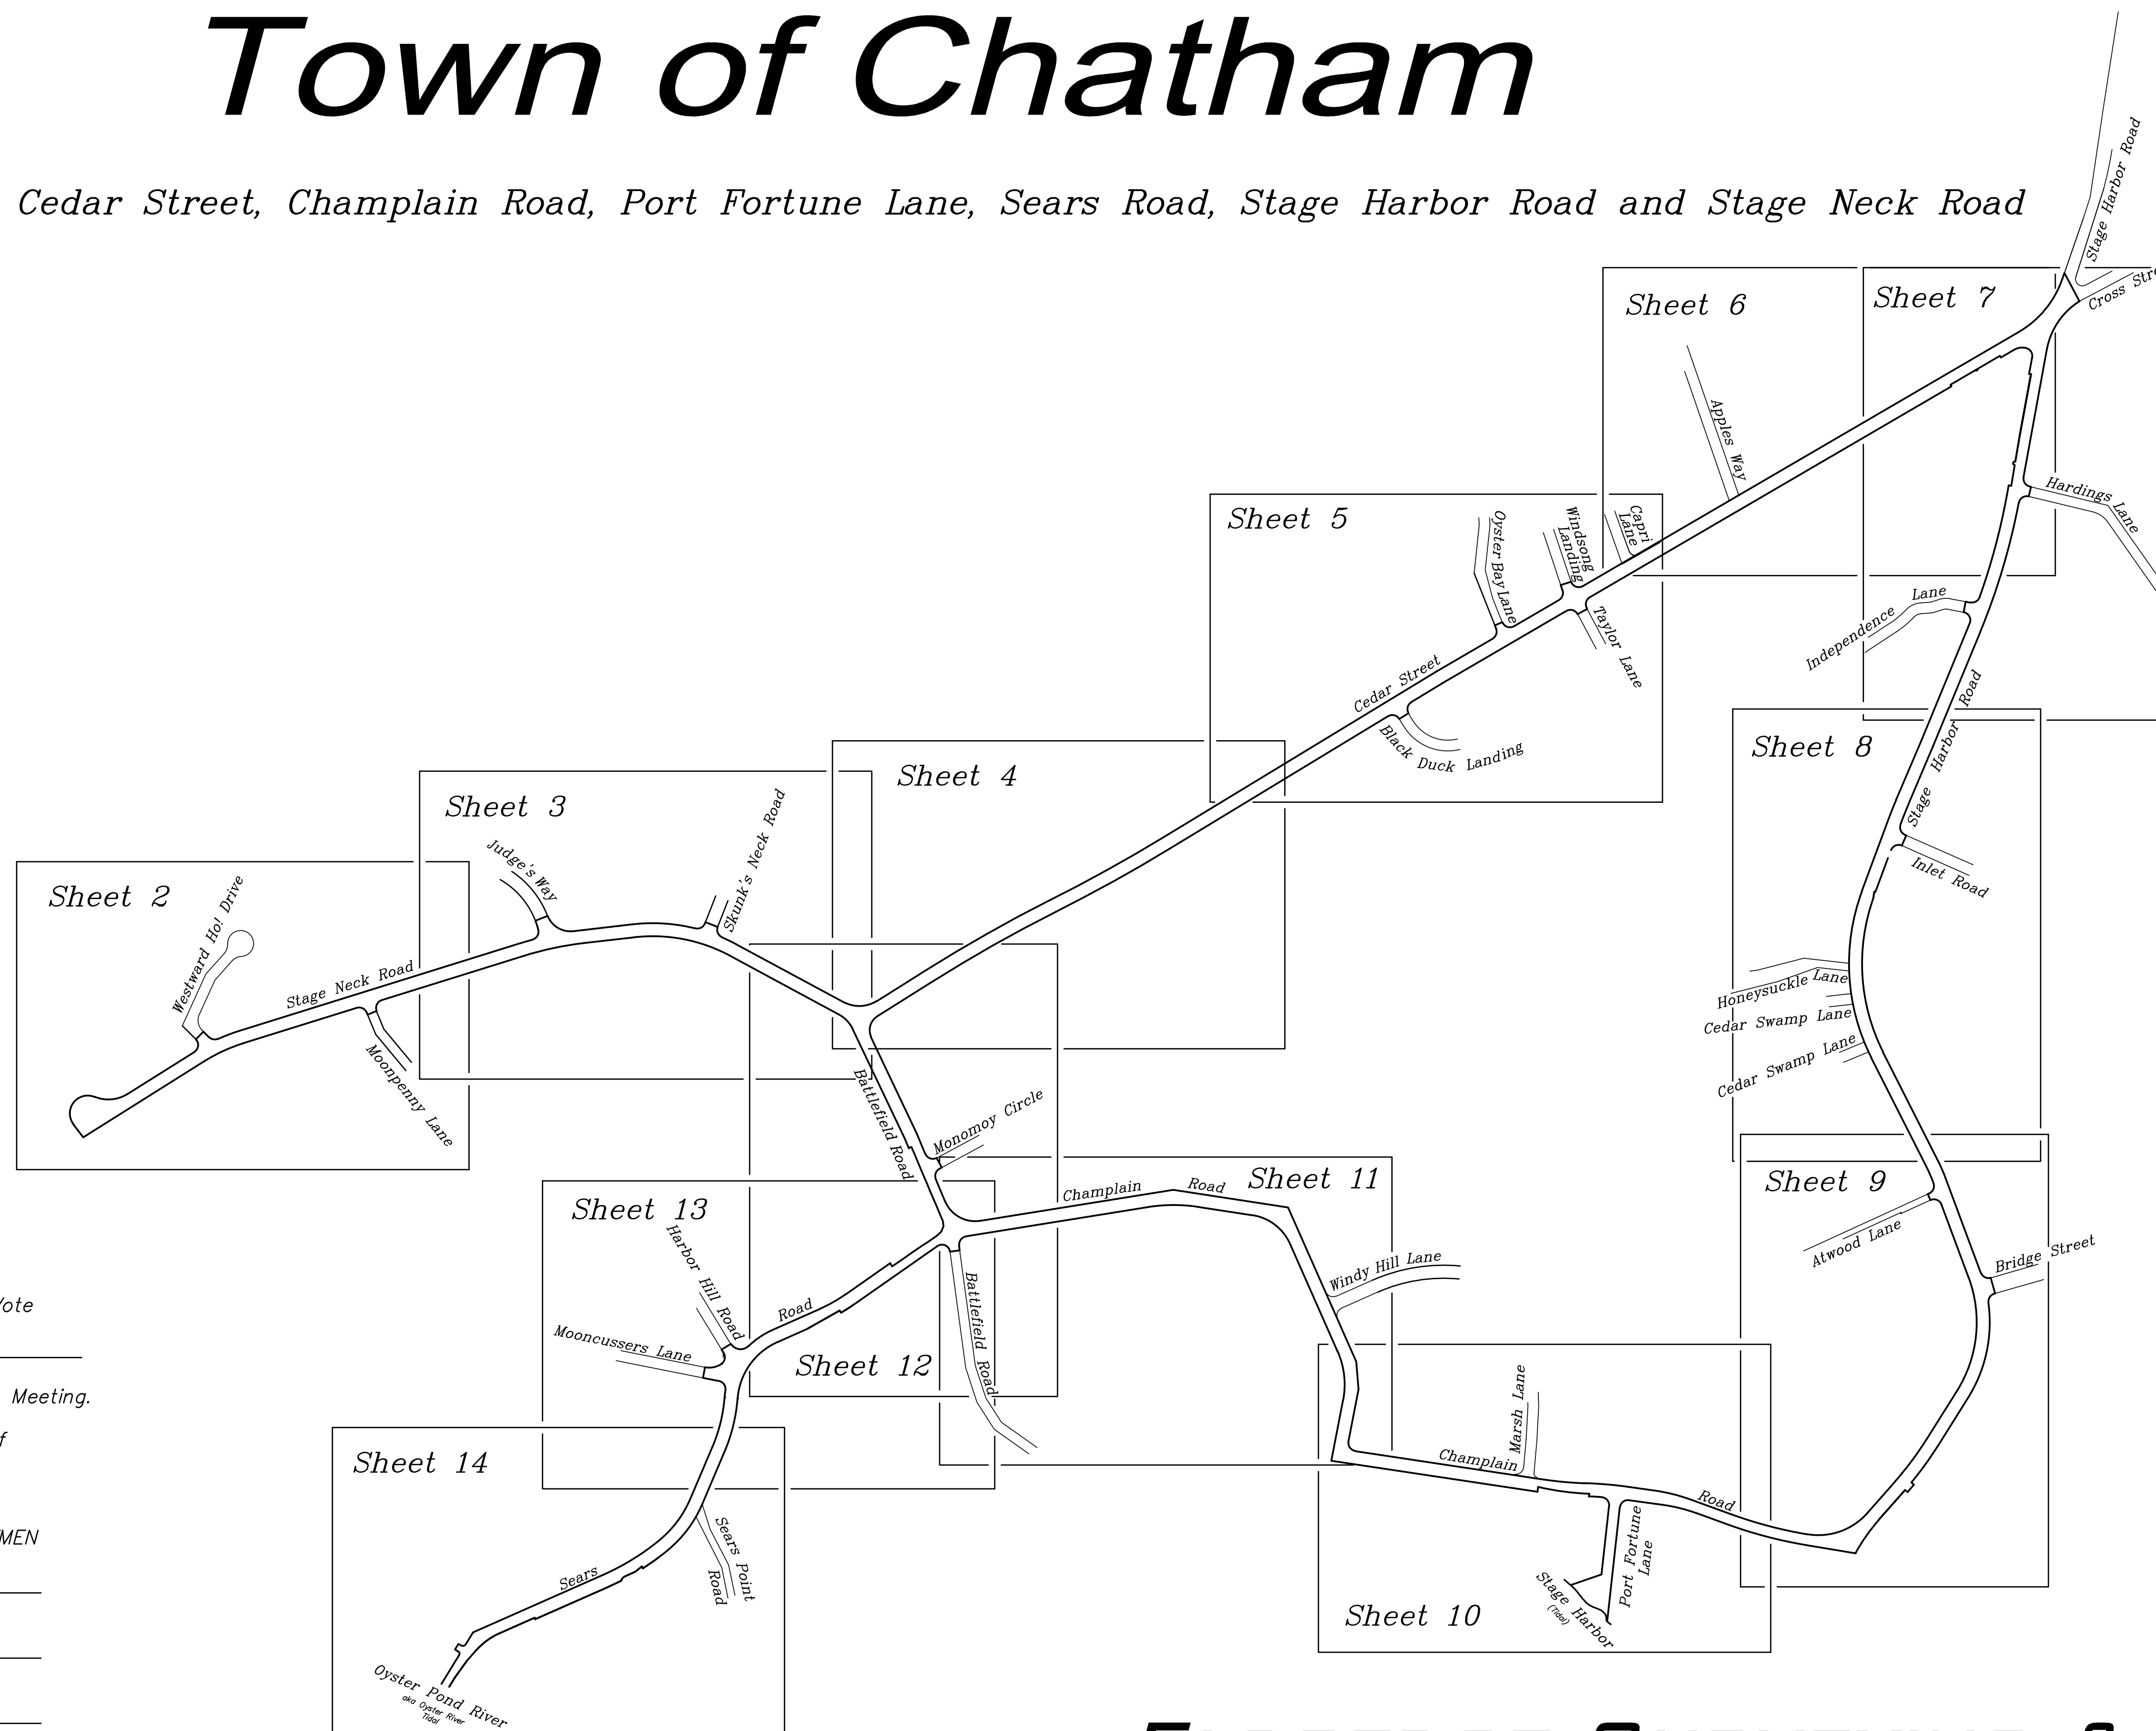 Town of Chatham
Cedar Street, Champlain Road, Port Fortune Lane, Sears Road, Stage Harbor Road and Stage Neck Road
Stage Harbor Road
Cross Stre
Sheet 6
Sheet 7
Apples Way
Hardings Lane
Sheet 5
Oyster Bay Lane
Windsong
Landing
Capri
Lane
Taylor Lane
Independence Lane
Cedar Street
Black Duck Landing
Stage Harbor Road
Sheet 8
Inlet Road
Sheet 4
Sheet 3
Judge's Way
Skunk's Neck Road
Sheet 2
Westward Ho! Drive
Stage Neck Road
Moonpenny Lane
Honeysuckle Lane
Cedar Swamp Lane
Cedar Swamp Lane
Battlefield Road
Monomoy Circle
Sheet 11
Sheet 9
Champlain Road
Atwood Lane
Bridge Street
Sheet 13
Harbor Hill Road
Windy Hill Lane
Vote
Road
Mooncussers Lane
Sheet 12
Battlefield Road
Meeting.
Marsh Lane
f
Sheet 14
Champlain
Road
MEN
Sears Point
Road
Port Fortune
Lane
Sears
Sheet 10
Stage Harbor
(Tidal)
Oyster Pond River
aka Oyster River
Tidal